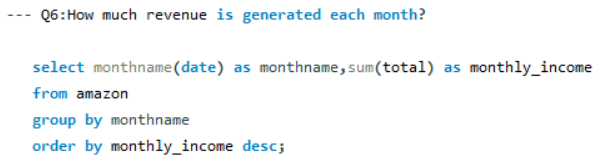 --- Q6:How much revenue is generated each month?
select monthname(date) as monthname,sum(total) as monthly_income
from amazon
group by monthname
order by monthly_income desc;